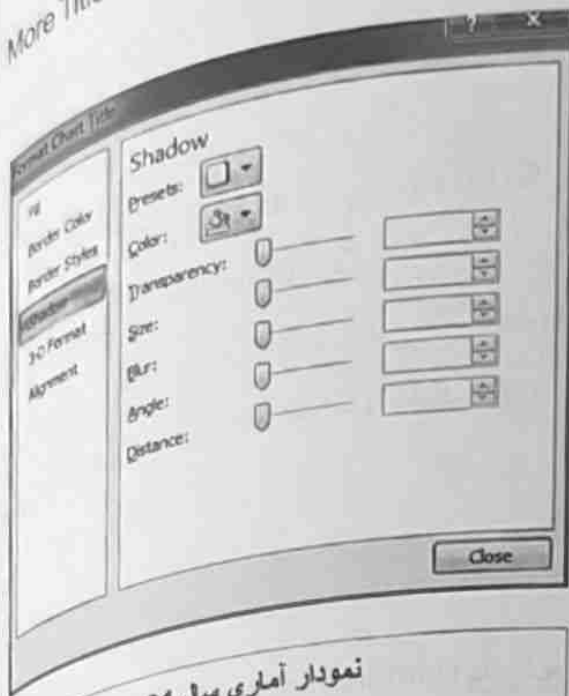 More
? X
Format Chart Title
Fill
Border Color
Border Styles
Shadow
3-D Format
Alignment
Shadow
Presets:
Color:
Transparency:
Size:
Blur:
Angle:
Distance:
Close
نمودار آماری سال